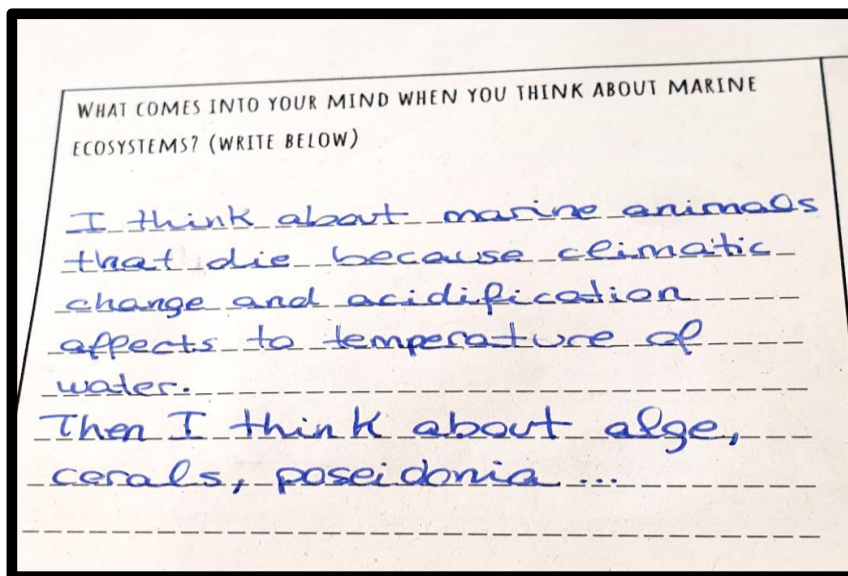 WHAT COMES INTO YOUR MIND WHEN YOU THINK ABOUT MARINE
ECOSYSTEMS? (WRITE BELOW)
I think about marine animals
that die because climatic
change and acidification
affects to temperature of
water.
Then I think about alge,
corals, poseidonia ...